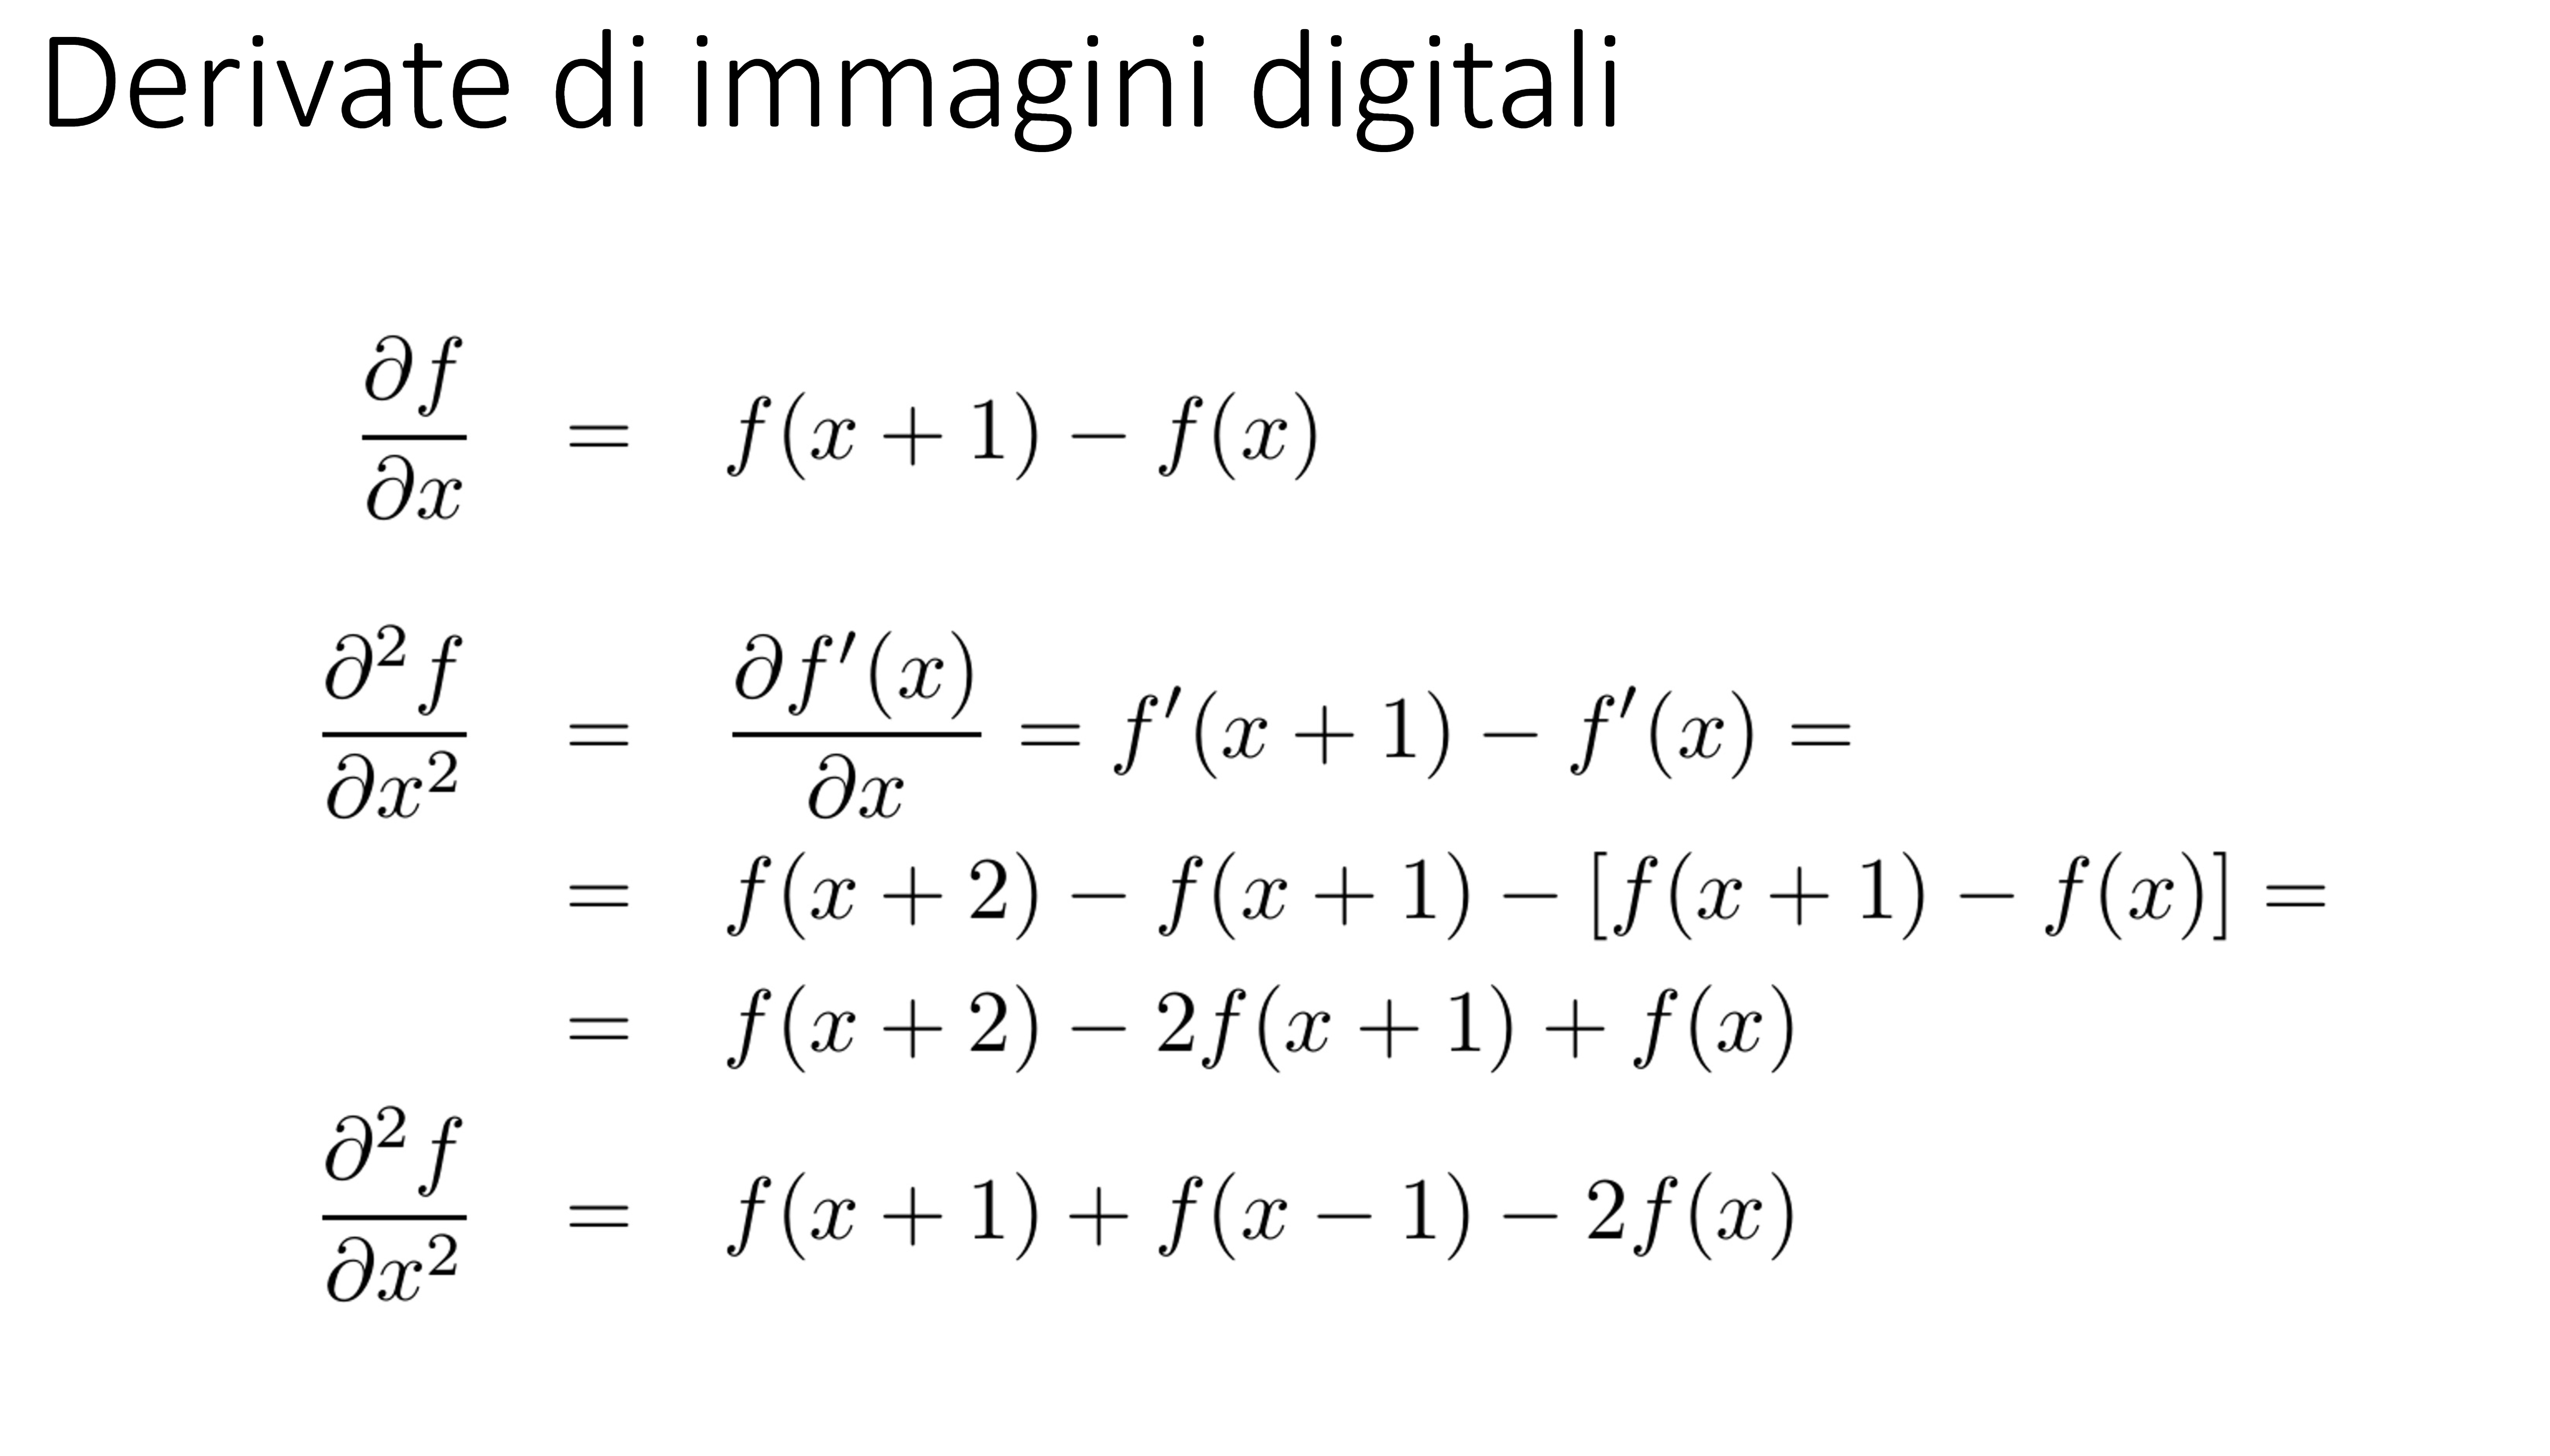 Derivate di immagini digitali
∂f/∂x = f(x + 1) − f(x)
∂²f/∂x² = ∂f′(x)/∂x = f′(x + 1) − f′(x) =
= f(x + 2) − f(x + 1) − [f(x + 1) − f(x)] =
= f(x + 2) − 2f(x + 1) + f(x)
∂²f/∂x² = f(x + 1) + f(x − 1) − 2f(x)